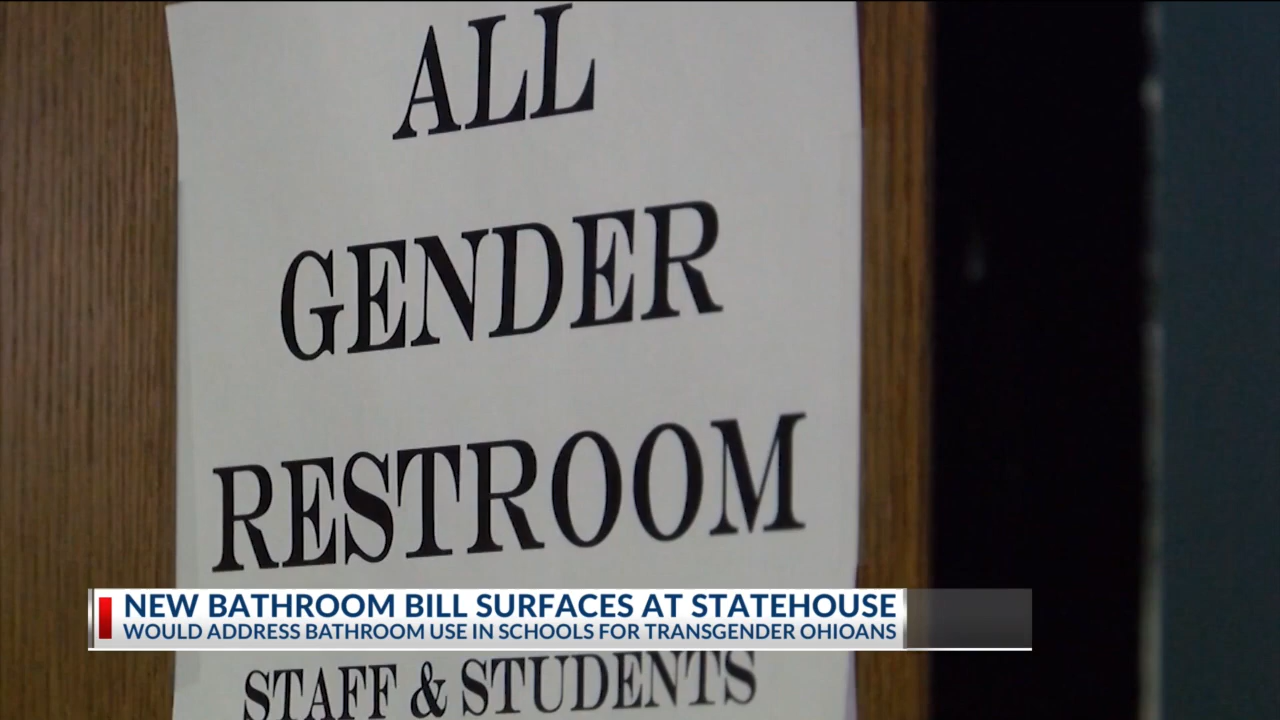 ALL
GENDER
RESTROOM
NEW BATHROOM BILL SURFACES AT STATEHOUSE
WOULD ADDRESS BATHROOM USE IN SCHOOLS FOR TRANSGENDER OHIOANS
STAFF & STUDENTS